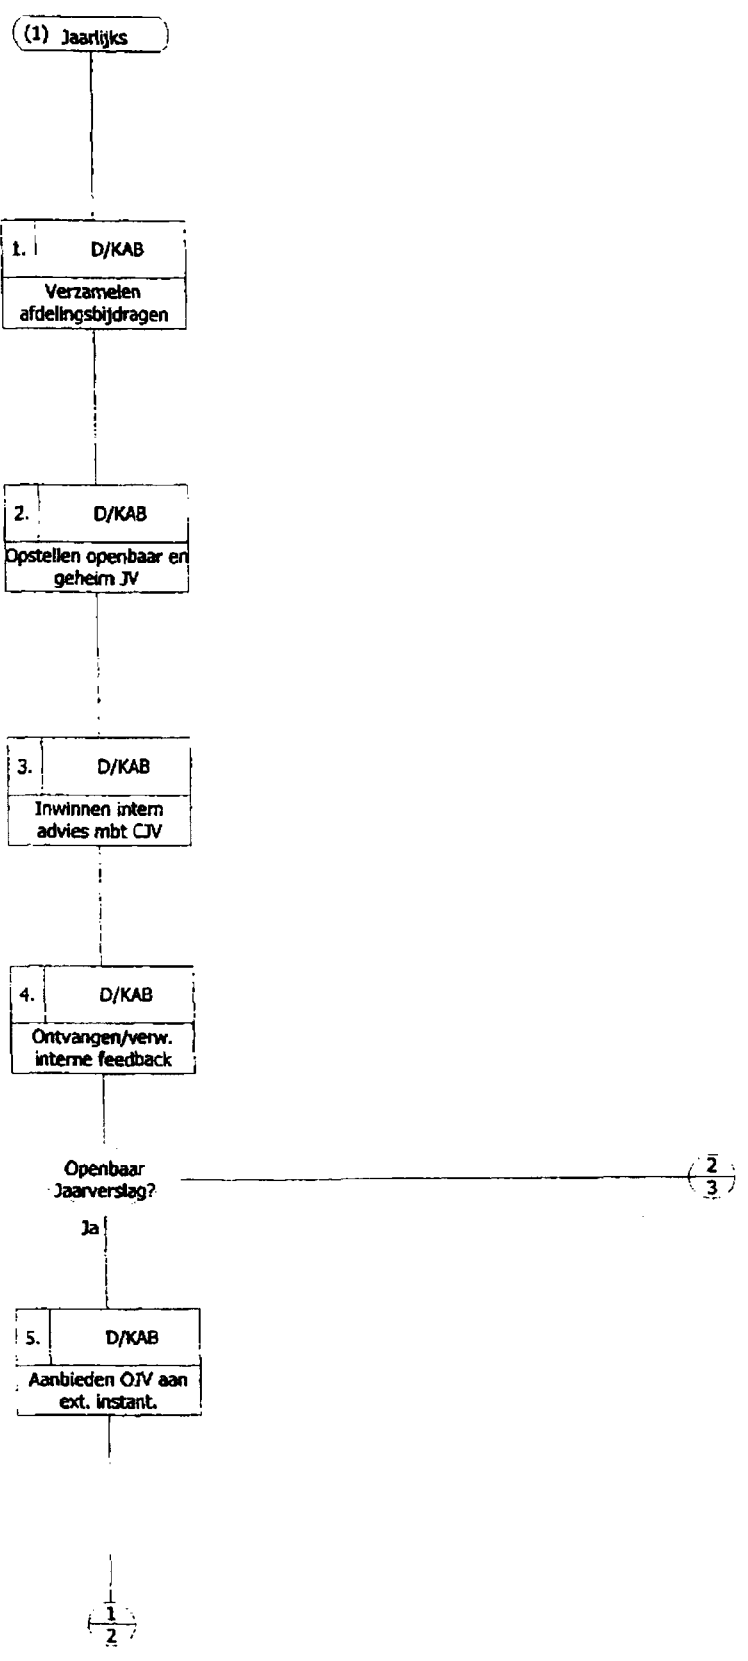 (1) Jaarlijks
1. D/KAB
Verzamelen
afdelingsbijdragen
2. D/KAB
Opstellen openbaar en
geheim JV
3. D/KAB
Inwinnen intern
advies mbt OJV
4. D/KAB
Ontvangen/verw.
interne feedback
Openbaar
Jaarverslag?
2
3
Ja
5. D/KAB
Aanbieden OJV aan
ext. instant.
1
2